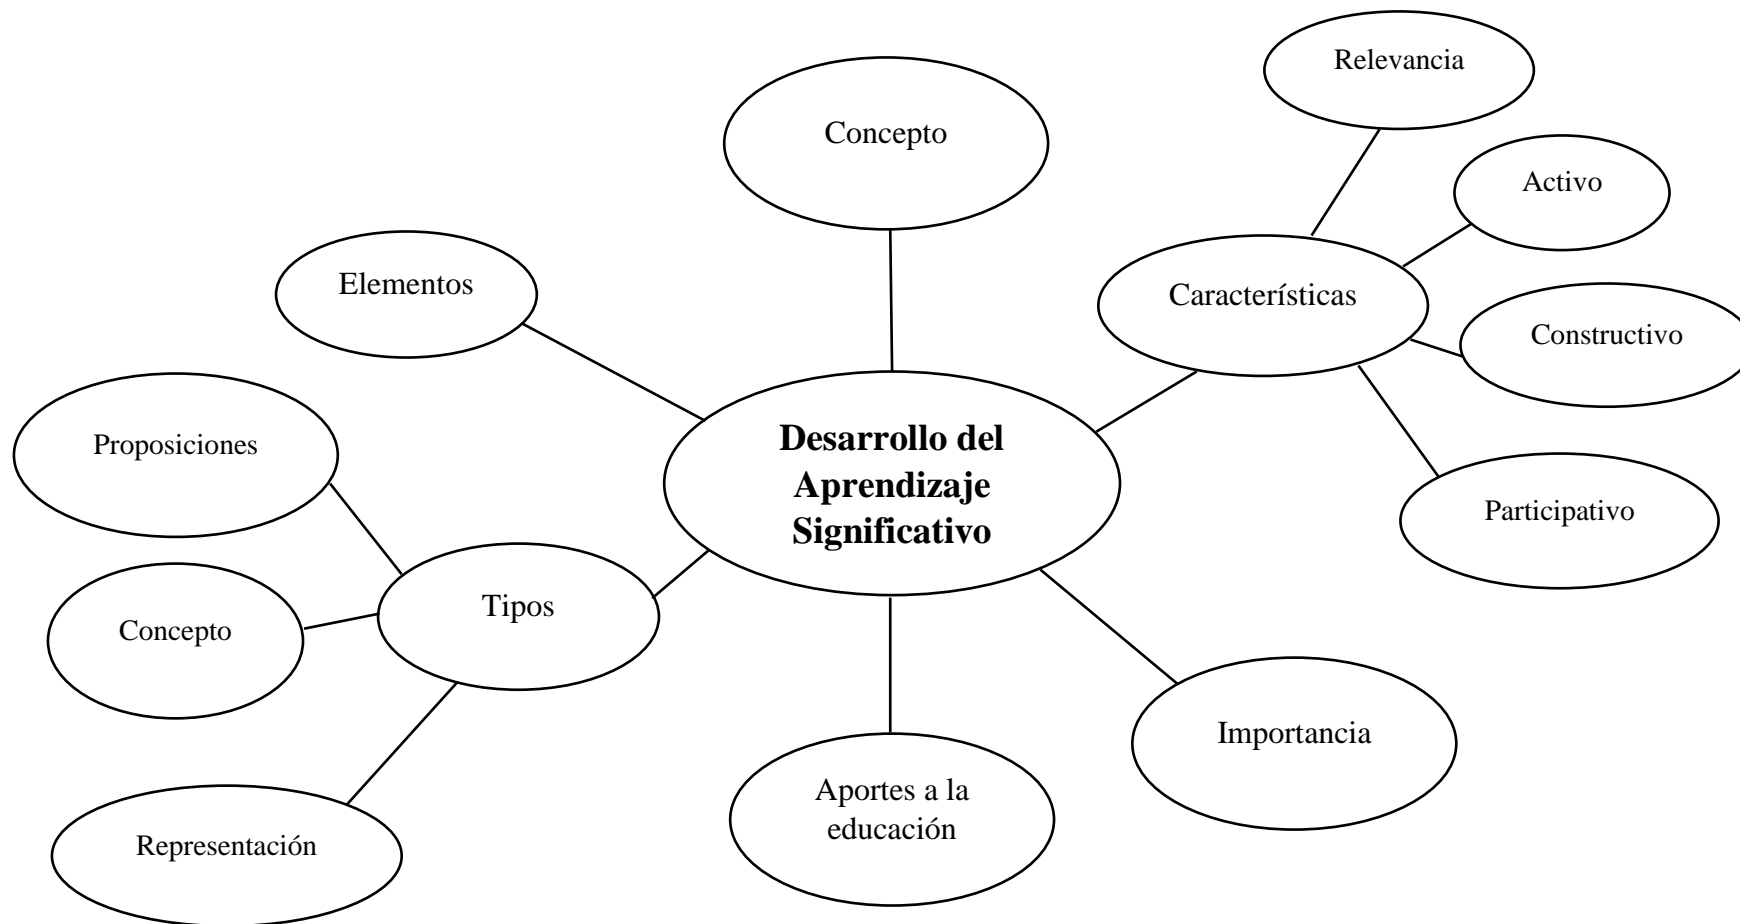 Relevancia
Concepto
Activo
Elementos
Características
Constructivo
Proposiciones
Desarrollo del
Aprendizaje
Significativo
Participativo
Tipos
Concepto
Importancia
Aportes a la
educación
Representación